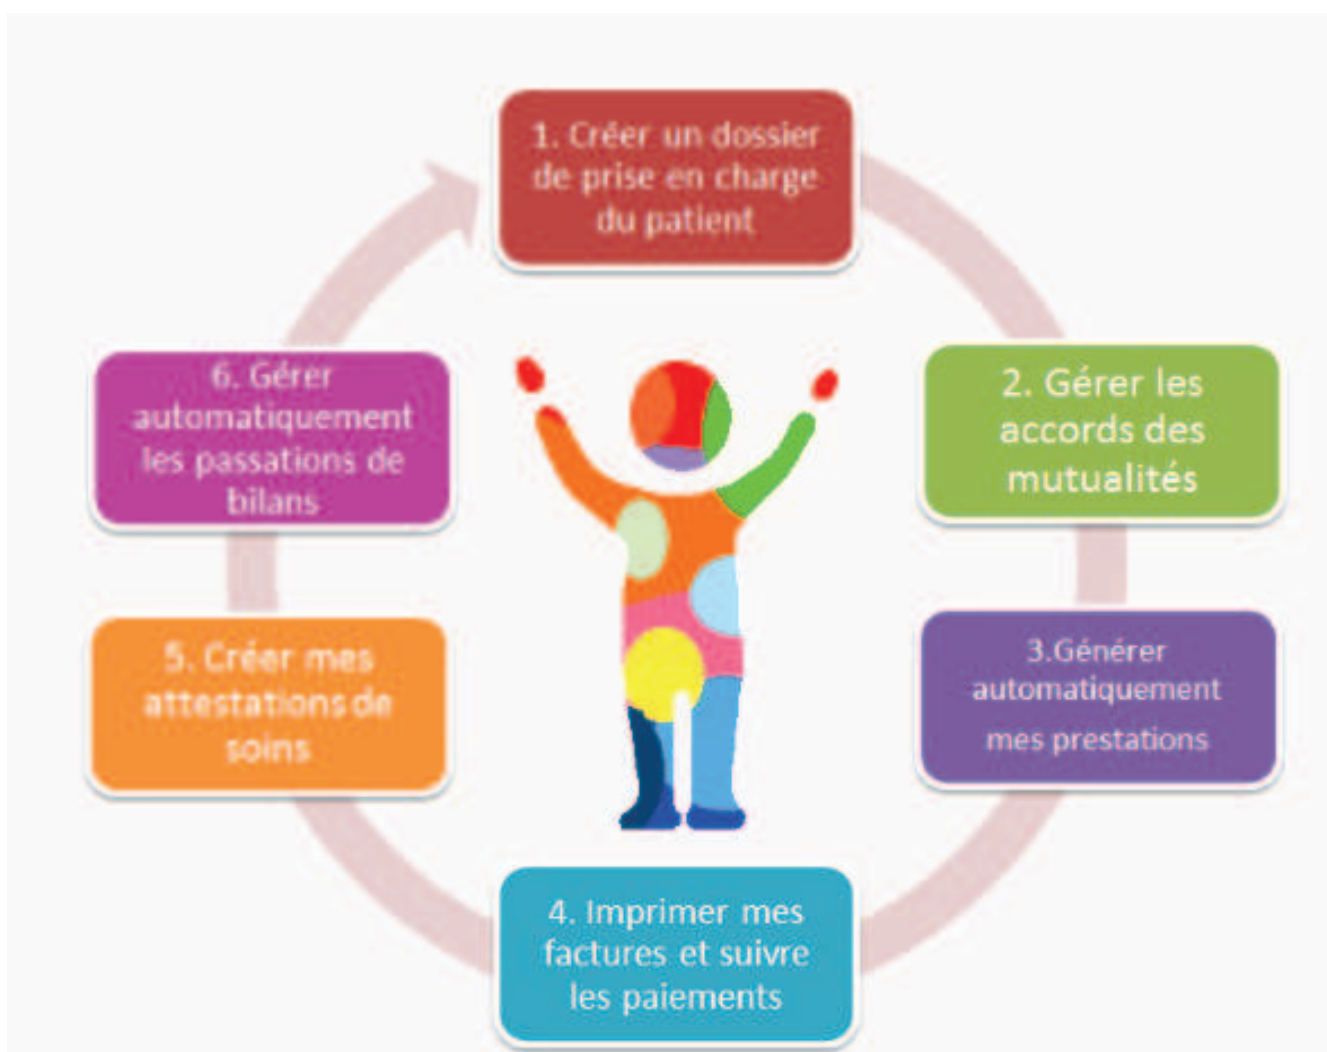 1. Créer un dossier
de prise en charge
du patient
2. Gérer les
accords des
mutualités
3.Générer
automatiquement
mes prestations
4. Imprimer mes
factures et suivre
les paiements
5. Créer mes
attestations de
soins
6. Gérer
automatiquement
les passations de
bilans